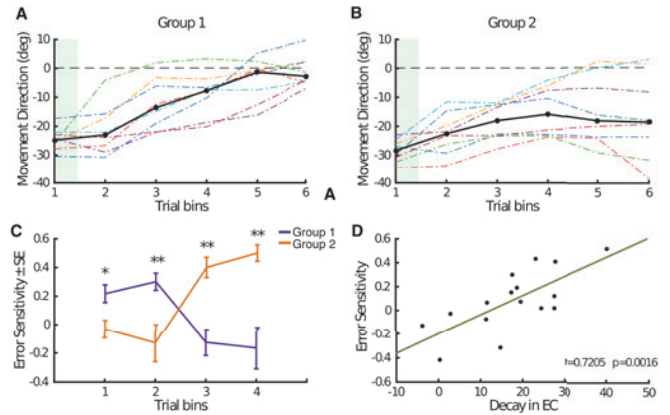 A
Group 1
Movement Direction (deg)
20
10
0
-10
-20
-30
-40
1 2 3 4 5 6
Trial bins
B
Group 2
Movement Direction (deg)
20
10
0
-10
-20
-30
-40
1 2 3 4 5 6
Trial bins
A
C
Group 1
Group 2
Error Sensitivity ± SE
0.6
0.4
0.2
0
-0.2
-0.4
* ** ** **
1 2 3 4
Trial bins
D
Error Sensitivity
0.6
0.4
0.2
0
-0.2
-0.4
=0.7205 p=0.0016
-10 0 10 20 30 40 50
Decay in EC